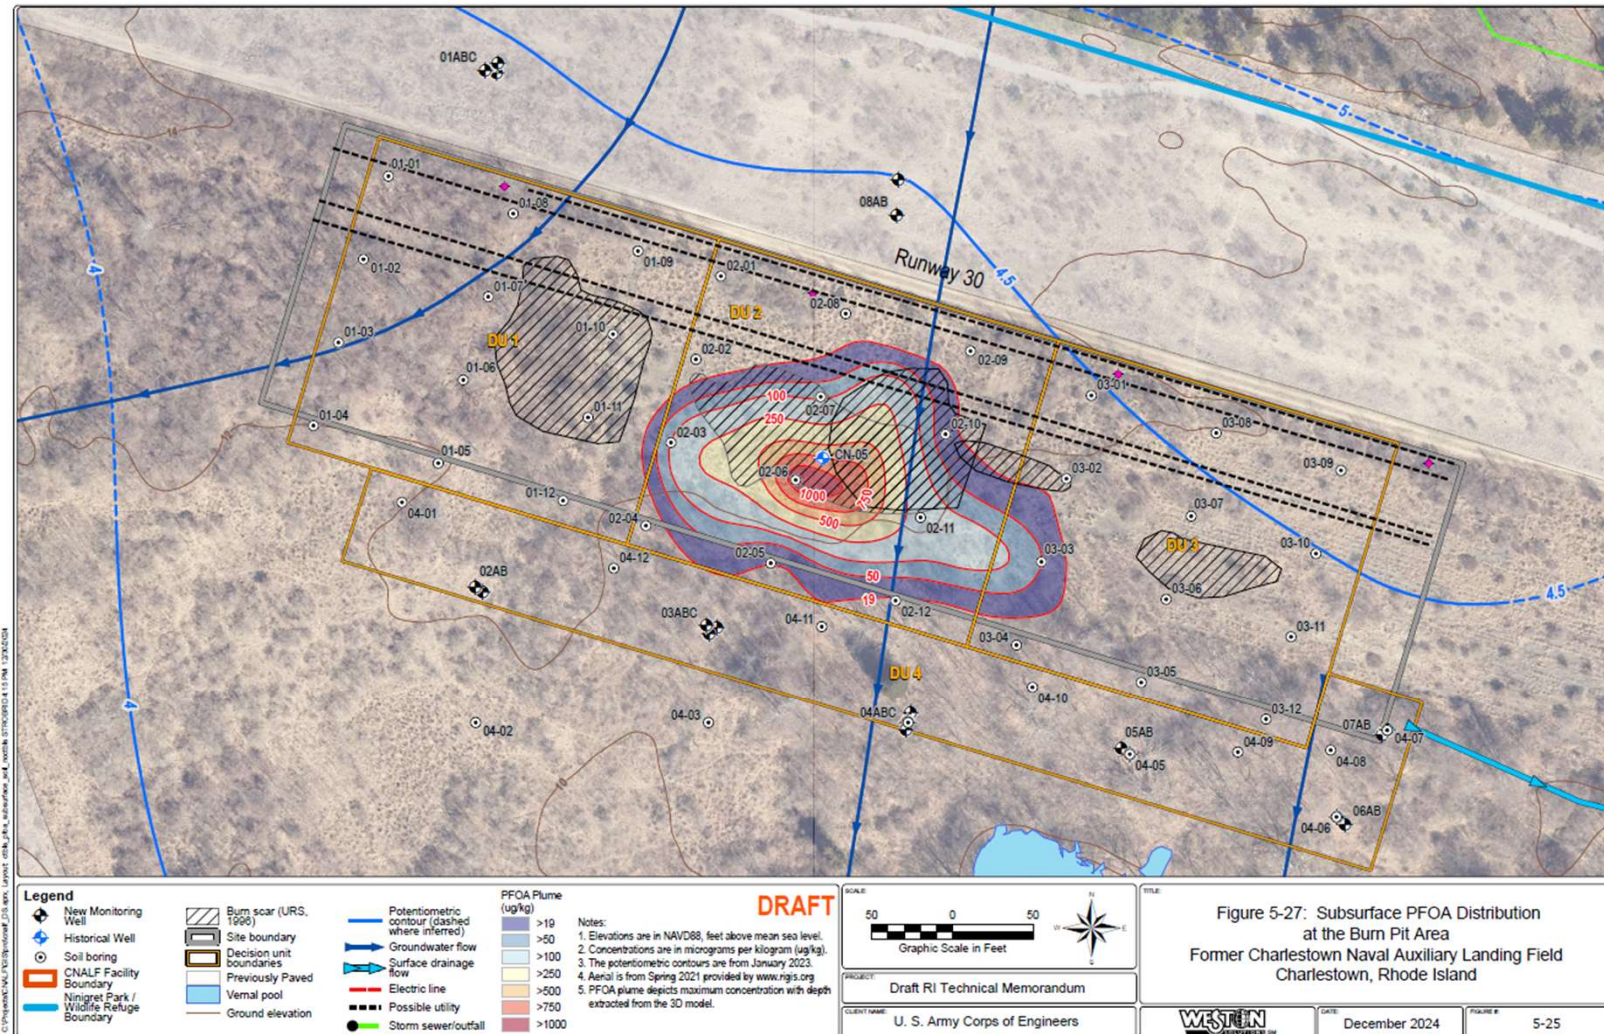 01ABC
08AB
5
Runway 30
4.5
4
01-01
01-08
01-09
02-01
02-08
02-09
03-01
03-08
03-09
01-02
01-07
DU 2
01-03
DU 1
01-10
02-02
01-06
01-11
100
02-07
250
02-03
02-10
CN-05
02-06
1000
750
500
03-02
01-04
01-05
01-12
02-04
02-05
02-11
03-03
03-07
DU 3
03-10
03-06
4.5
04-01
04-12
50
19
02-12
02AB
03ABC
04-11
03-04
03-11
DU 4
04-10
03-05
4
04-02
04-03
04ABC
05AB
04-05
04-09
03-12
07AB
04-07
04-08
04-06
06AB
Legend
New Monitoring
Well
Historical Well
Soil boring
CNALF Facility
Boundary
Ninigret Park /
Wildlife Refuge
Boundary
Burn scar (URS,
1996)
Site boundary
Decision unit
boundaries
Previously Paved
Vernal pool
Ground elevation
Potentiometric
contour (dashed
where inferred)
Groundwater flow
Surface drainage
flow
Electric line
Possible utility
Storm sewer/outfall
PFOA Plume
(ug/kg)
>19
>50
>100
>250
>500
>750
>1000
DRAFT
Notes:
1. Elevations are in NAVD88, feet above mean sea level.
2. Concentrations are in micrograms per kilogram (ug/kg).
3. The potentiometric contours are from January 2023.
4. Aerial is from Spring 2021 provided by www.rigis.org
5. PFOA plume depicts maximum concentration with depth
extracted from the 3D model.
SCALE:
50 0 50
Graphic Scale in Feet
N
W E
S
PROJECT:
Draft RI Technical Memorandum
CLIENT NAME:
U. S. Army Corps of Engineers
TITLE:
Figure 5-27: Subsurface PFOA Distribution
at the Burn Pit Area
Former Charlestown Naval Auxiliary Landing Field
Charlestown, Rhode Island
WESTON
SOLUTIONS
DATE:
December 2024
FIGURE #:
5-25